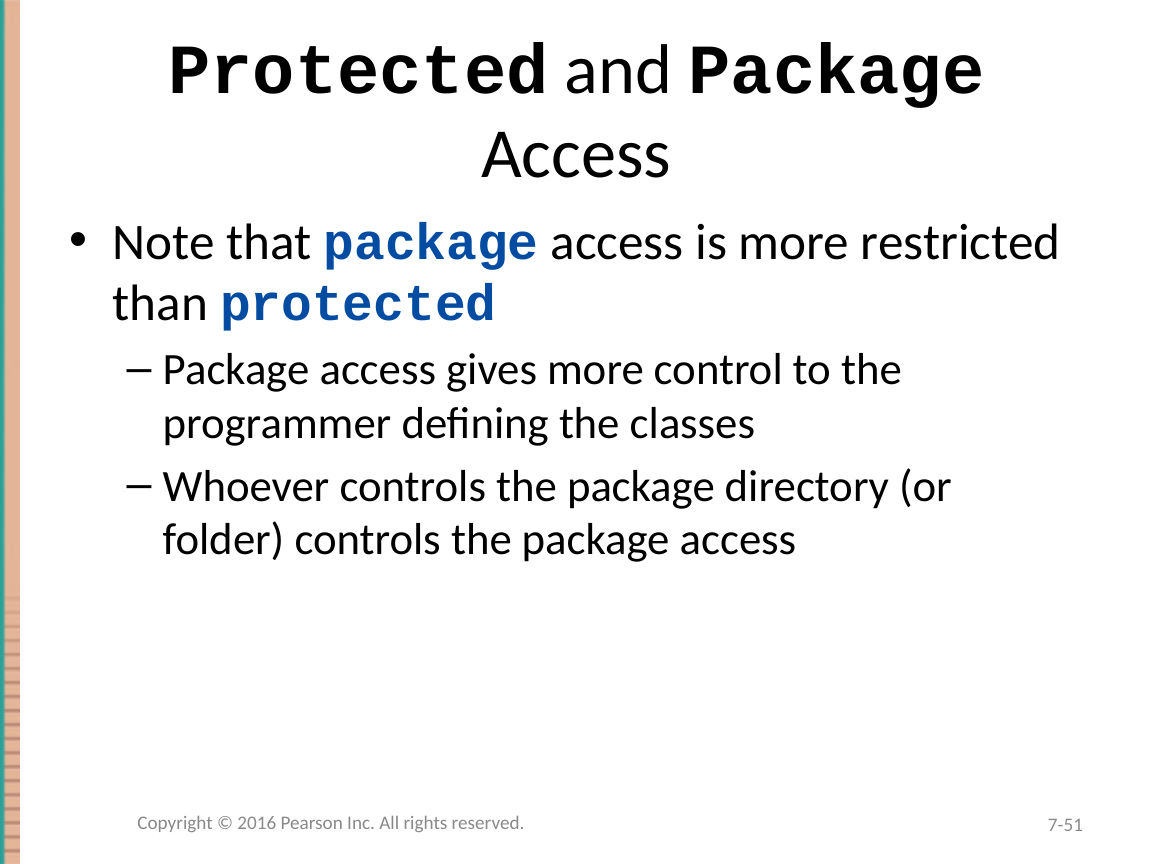 Protected and Package
Access
• Note that package access is more restricted
than protected
– Package access gives more control to the
programmer defining the classes
– Whoever controls the package directory (or
folder) controls the package access
Copyright © 2016 Pearson Inc. All rights reserved.
7-51